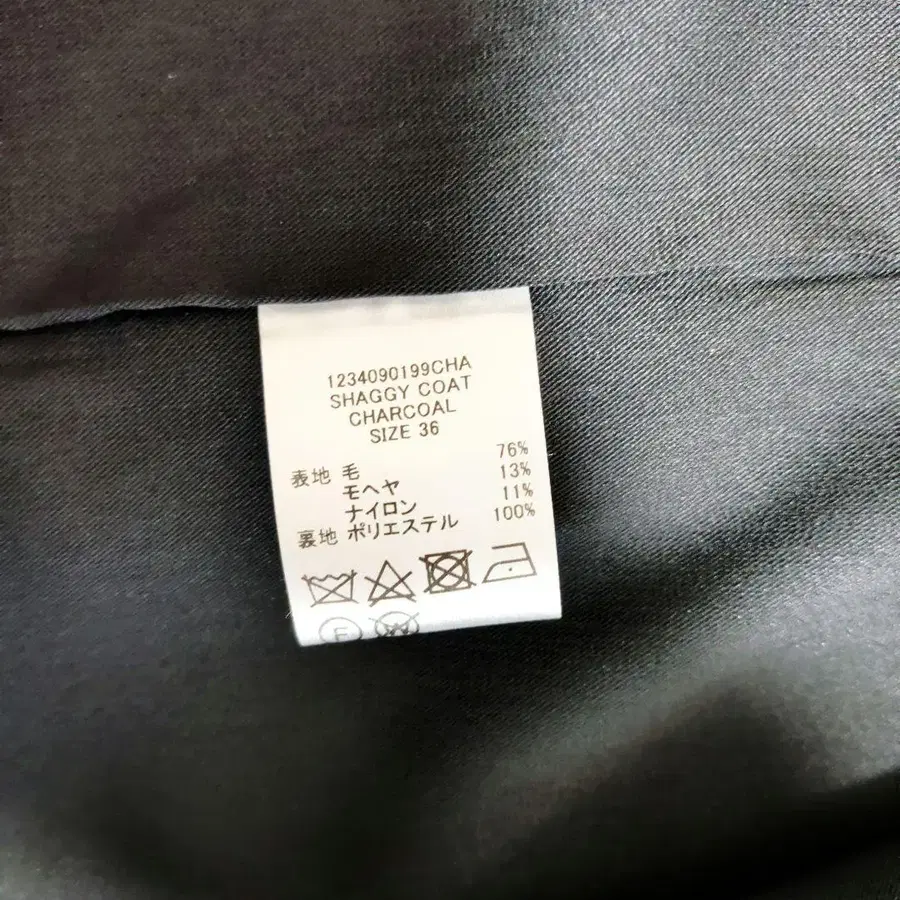 1234090199CHA
SHAGGY COAT
CHARCOAL
SIZE 36
表地 毛 76%
モヘヤ 13%
ナイロン 11%
裏地 ポリエステル 100%
F
W